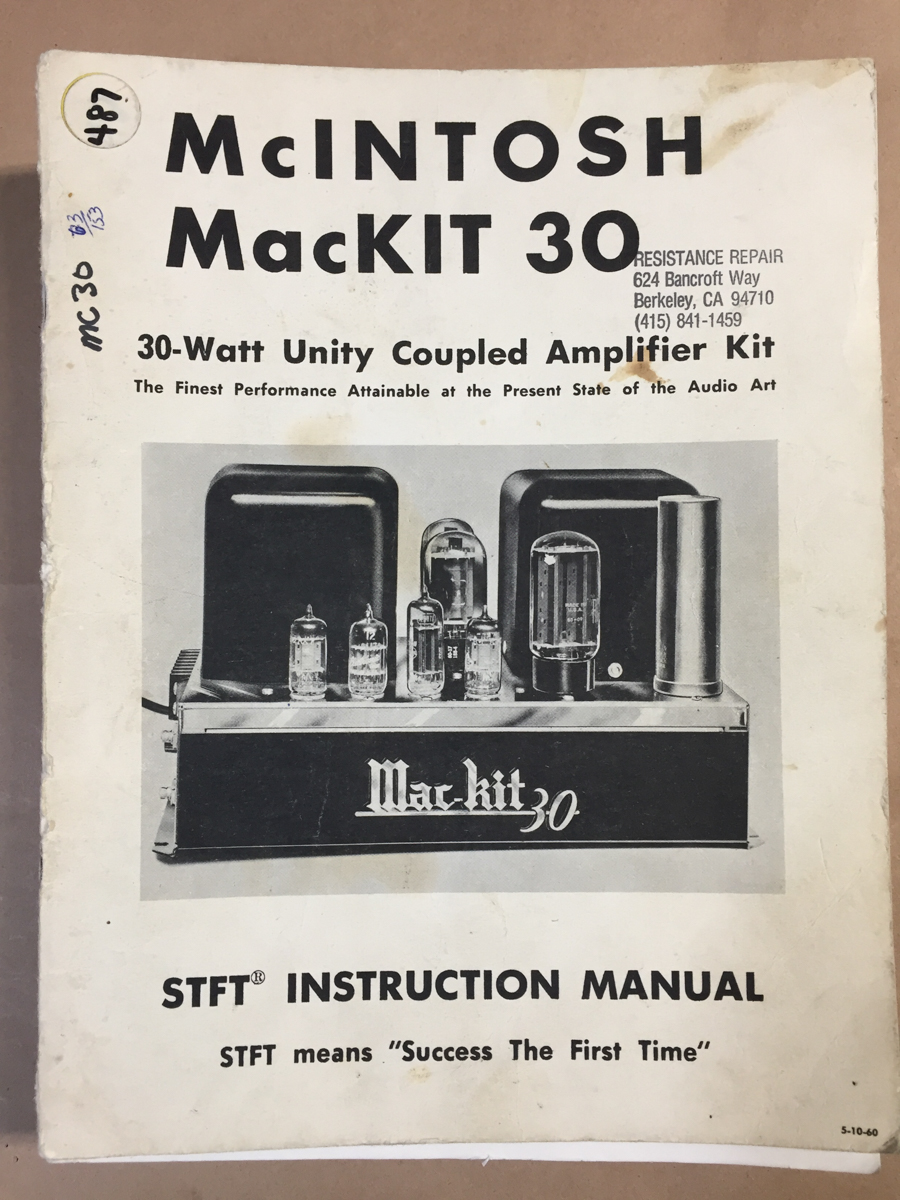 487
McINTOSH
MacKIT 30
RESISTANCE REPAIR
624 Bancroft Way
Berkeley, CA 94710
(415) 841-1459
MC 30
30-Watt Unity Coupled Amplifier Kit
The Finest Performance Attainable at the Present State of the Audio Art
MADE IN
U.S.A.
Mac-kit 30
STFT® INSTRUCTION MANUAL
STFT means "Success The First Time"
5-10-60